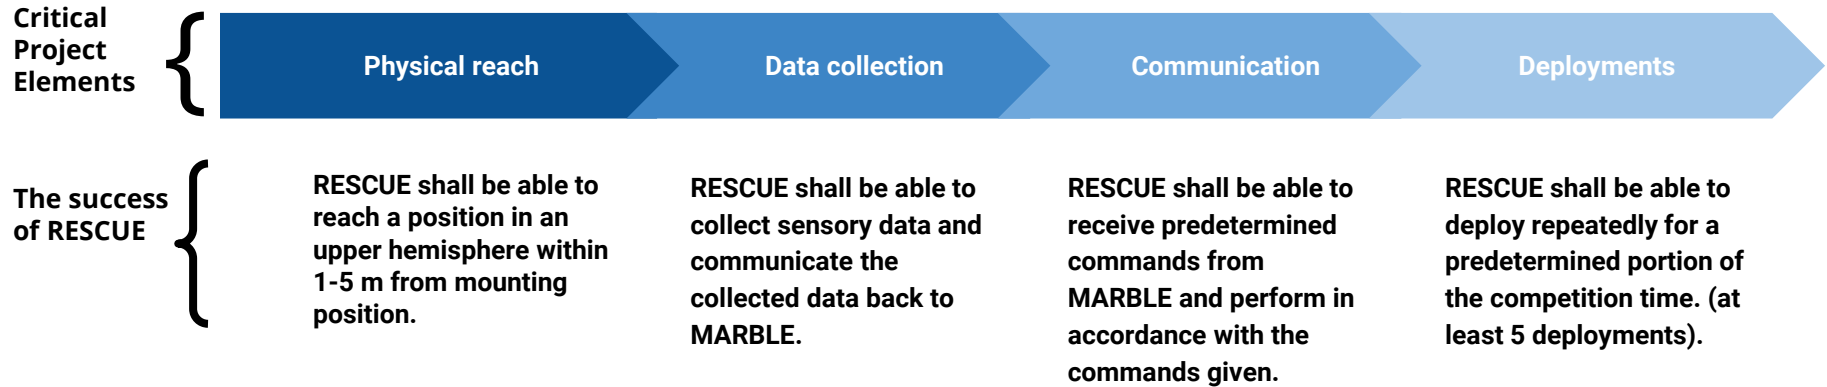 Critical
Project
Elements
Physical reach
Data collection
Communication
Deployments
The success
of RESCUE
RESCUE shall be able to
reach a position in an
upper hemisphere within
1-5 m from mounting
position.
RESCUE shall be able to
collect sensory data and
communicate the
collected data back to
MARBLE.
RESCUE shall be able to
receive predetermined
commands from
MARBLE and perform in
accordance with the
commands given.
RESCUE shall be able to
deploy repeatedly for a
predetermined portion of
the competition time. (at
least 5 deployments).